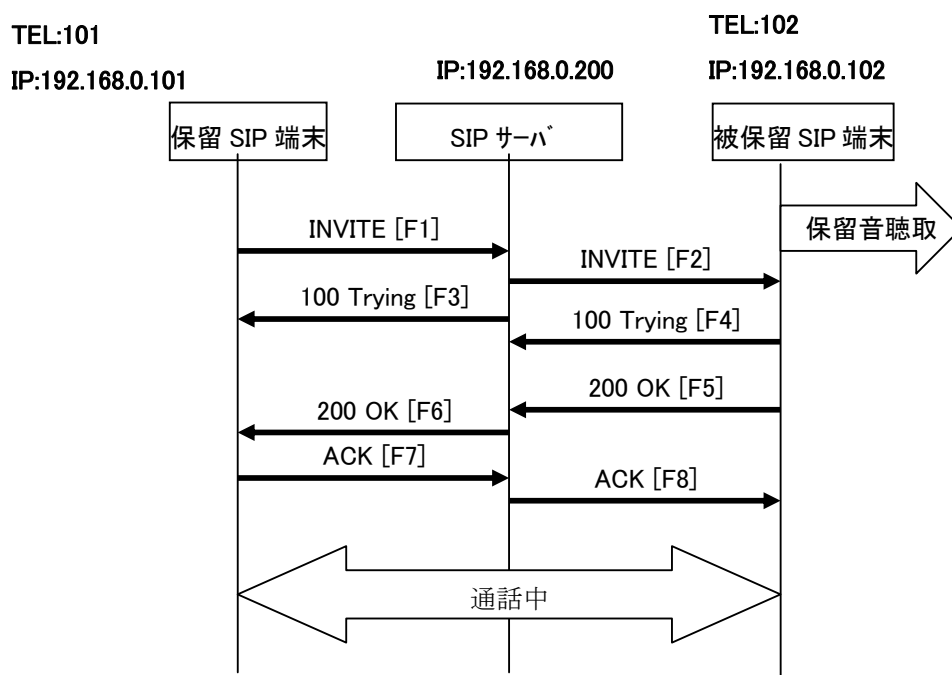 TEL:101
TEL:102
IP:192.168.0.101
IP:192.168.0.200
IP:192.168.0.102
保留 SIP 端末
SIP サーバ
被保留 SIP 端末
保留音聴取
INVITE [F1]
INVITE [F2]
100 Trying [F3]
100 Trying [F4]
200 OK [F5]
200 OK [F6]
ACK [F7]
ACK [F8]
通話中